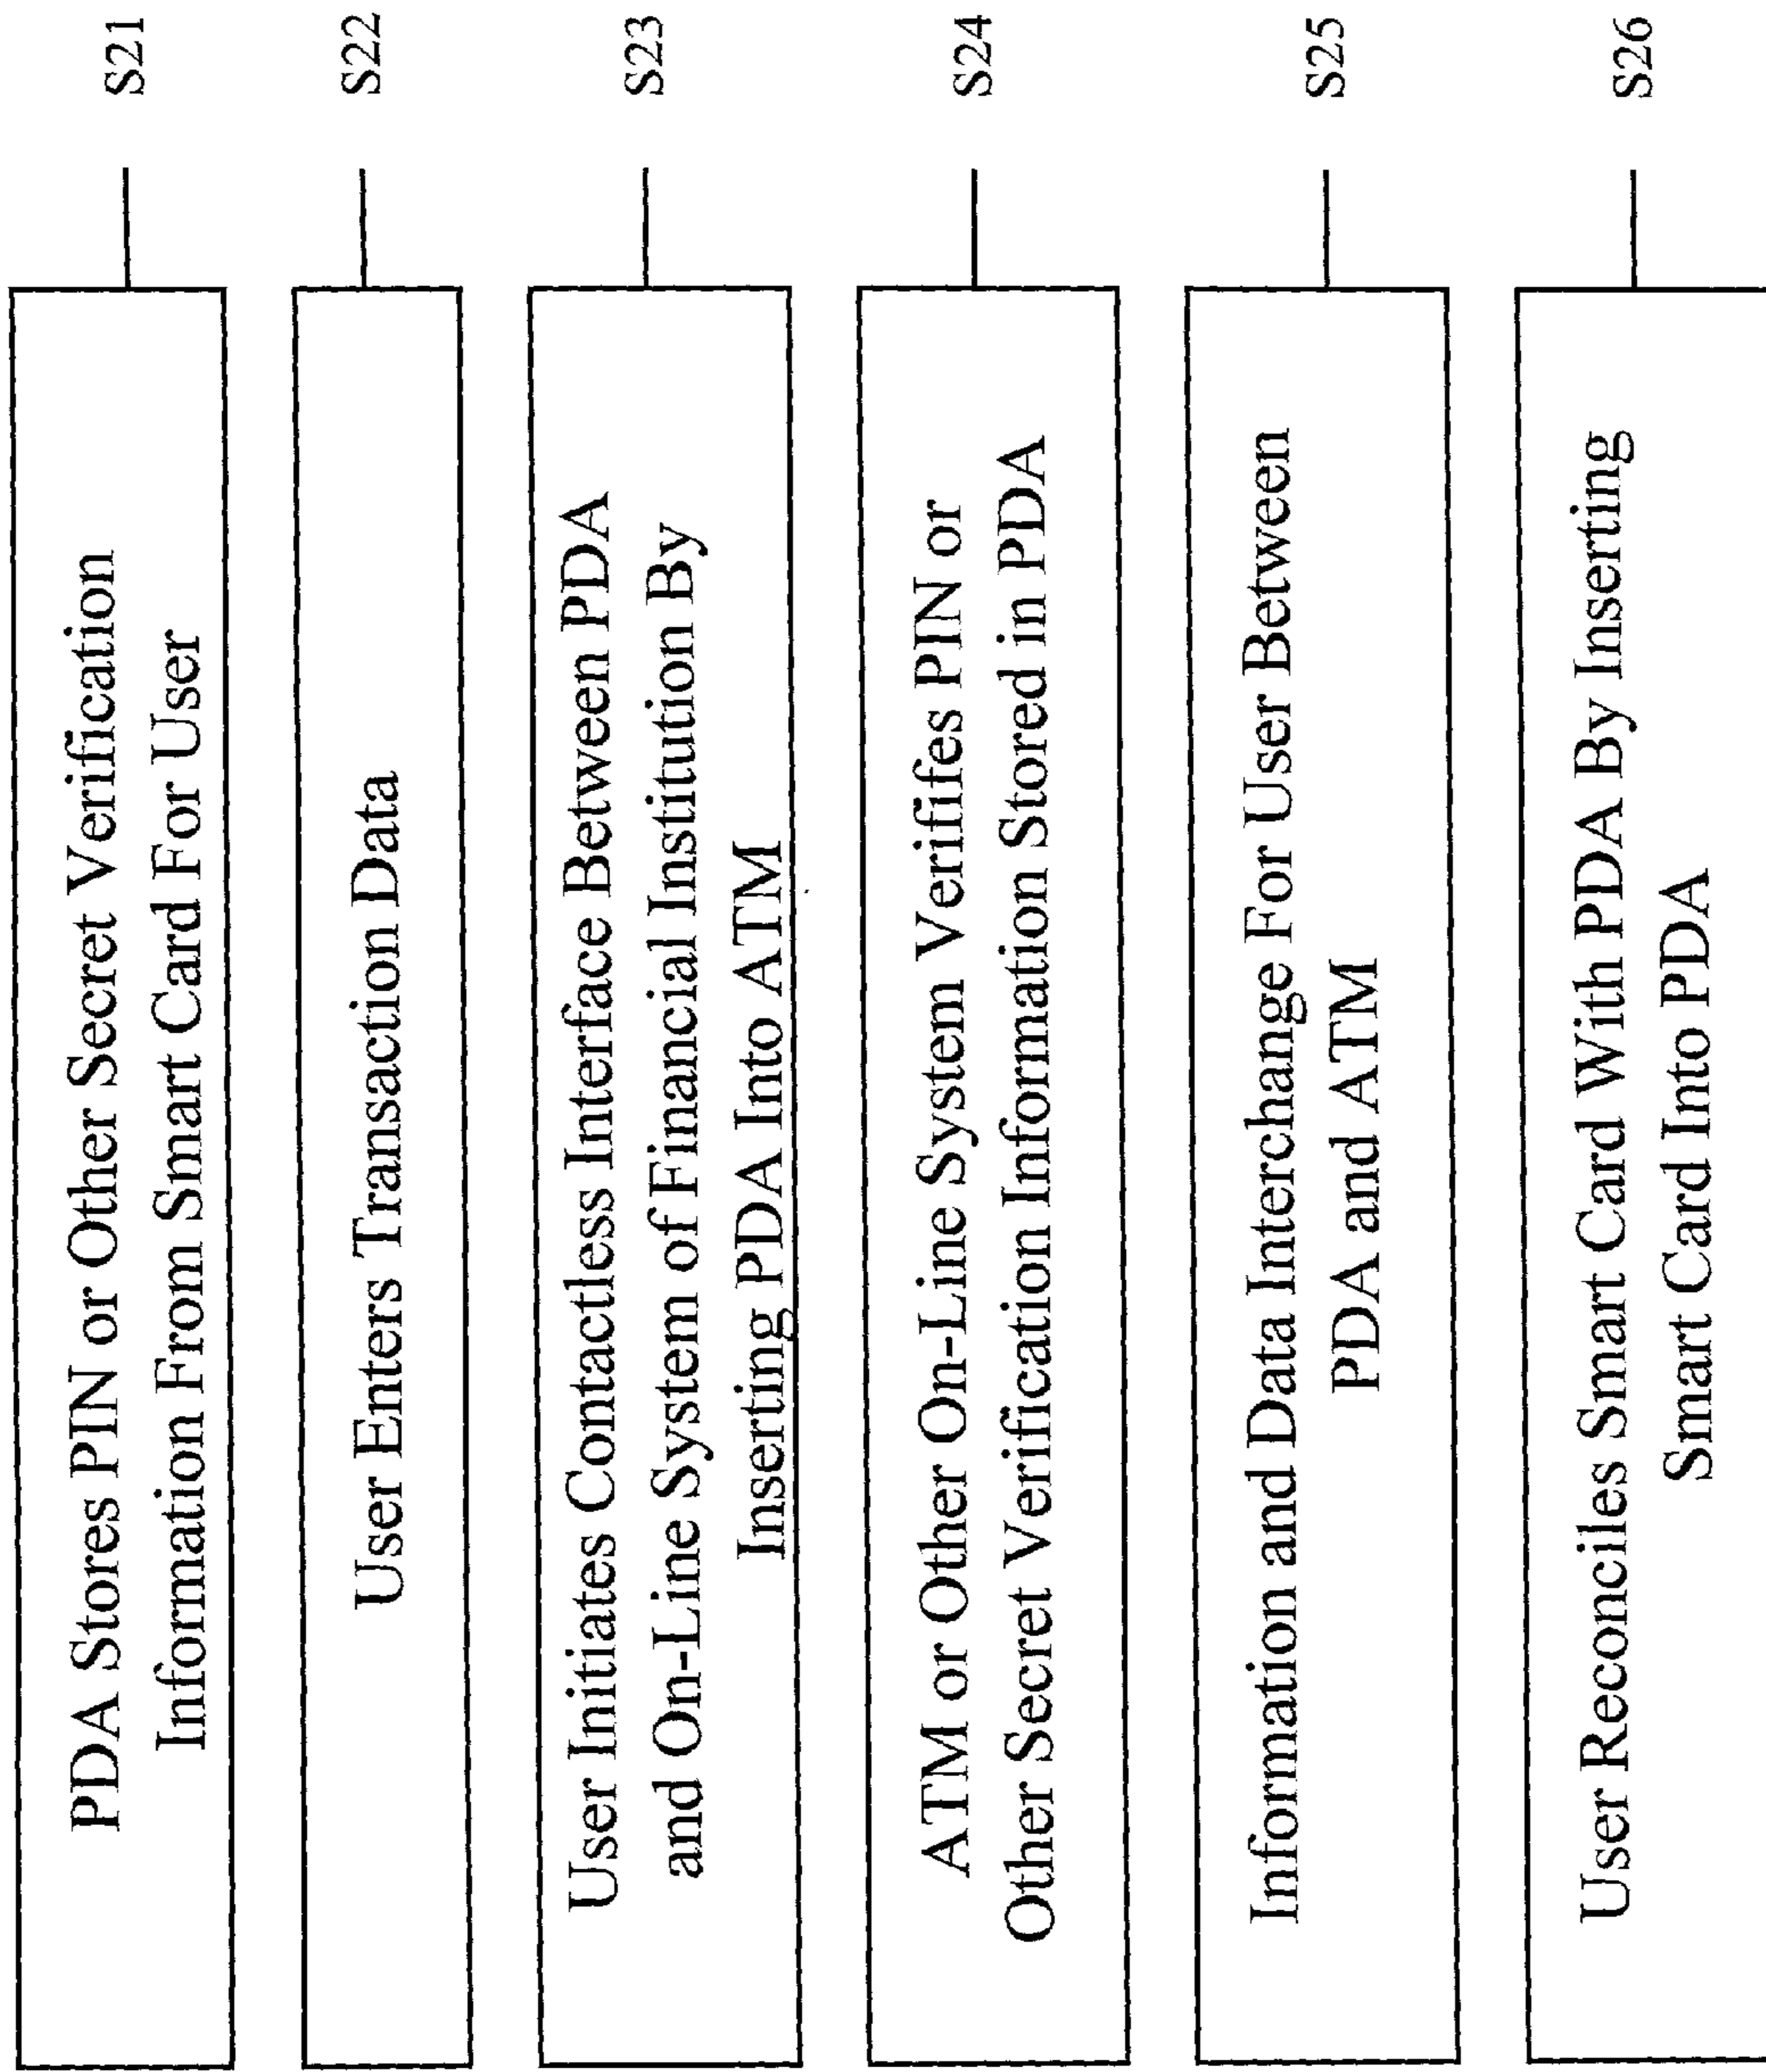 PDA Stores PIN or Other Secret Verification
Information From Smart Card For User
S21
User Enters Transaction Data
S22
User Initiates Contactless Interface Between PDA
and On-Line System of Financial Institution By
Inserting PDA Into ATM
S23
ATM or Other On-Line System Verififes PIN or
Other Secret Verification Information Stored in PDA
S24
Information and Data Interchange For User Between
PDA and ATM
S25
User Reconciles Smart Card With PDA By Inserting
Smart Card Into PDA
S26